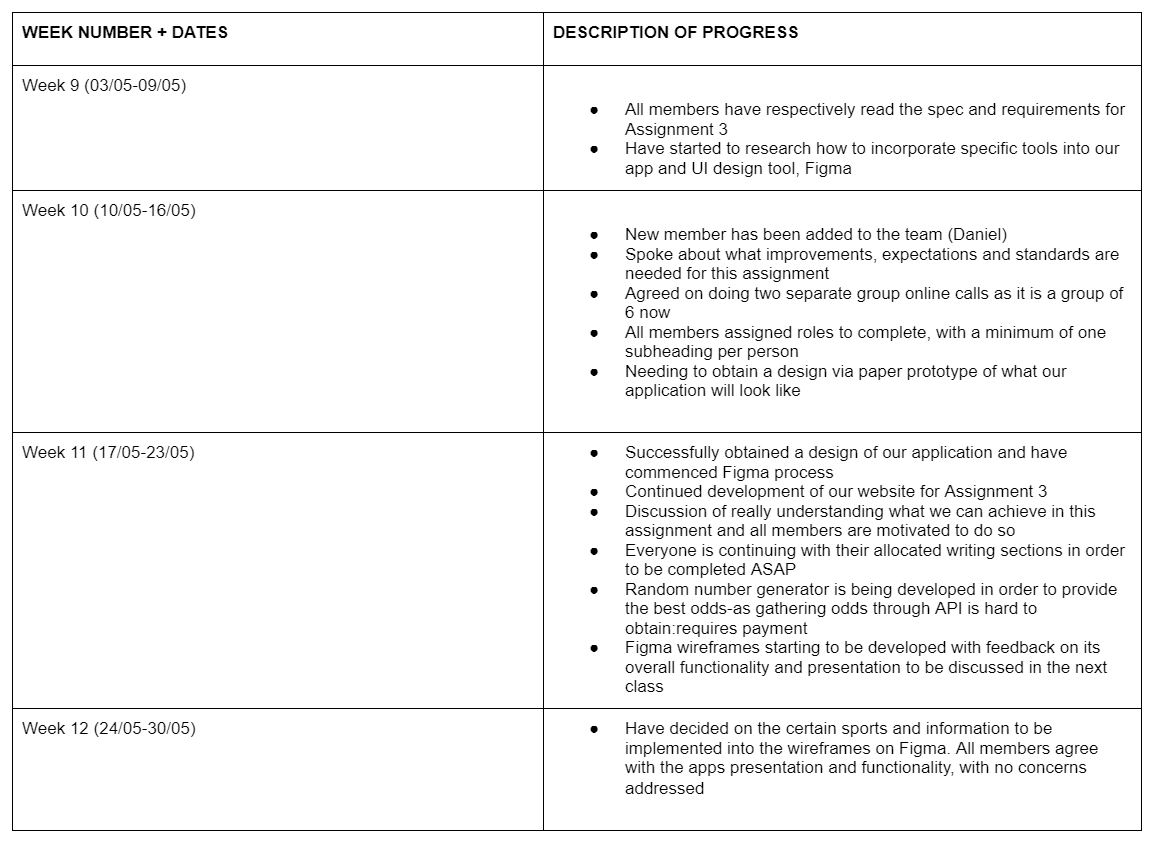 WEEK NUMBER + DATES
DESCRIPTION OF PROGRESS
Week 9 (03/05-09/05)
● All members have respectively read the spec and requirements for
Assignment 3
● Have started to research how to incorporate specific tools into our
app and UI design tool, Figma
Week 10 (10/05-16/05)
● New member has been added to the team (Daniel)
● Spoke about what improvements, expectations and standards are
needed for this assignment
● Agreed on doing two separate group online calls as it is a group of
6 now
● All members assigned roles to complete, with a minimum of one
subheading per person
● Needing to obtain a design via paper prototype of what our
application will look like
Week 11 (17/05-23/05)
● Successfully obtained a design of our application and have
commenced Figma process
● Continued development of our website for Assignment 3
● Discussion of really understanding what we can achieve in this
assignment and all members are motivated to do so
● Everyone is continuing with their allocated writing sections in order
to be completed ASAP
● Random number generator is being developed in order to provide
the best odds-as gathering odds through API is hard to
obtain:requires payment
● Figma wireframes starting to be developed with feedback on its
overall functionality and presentation to be discussed in the next
class
Week 12 (24/05-30/05)
● Have decided on the certain sports and information to be
implemented into the wireframes on Figma. All members agree
with the apps presentation and functionality, with no concerns
addressed